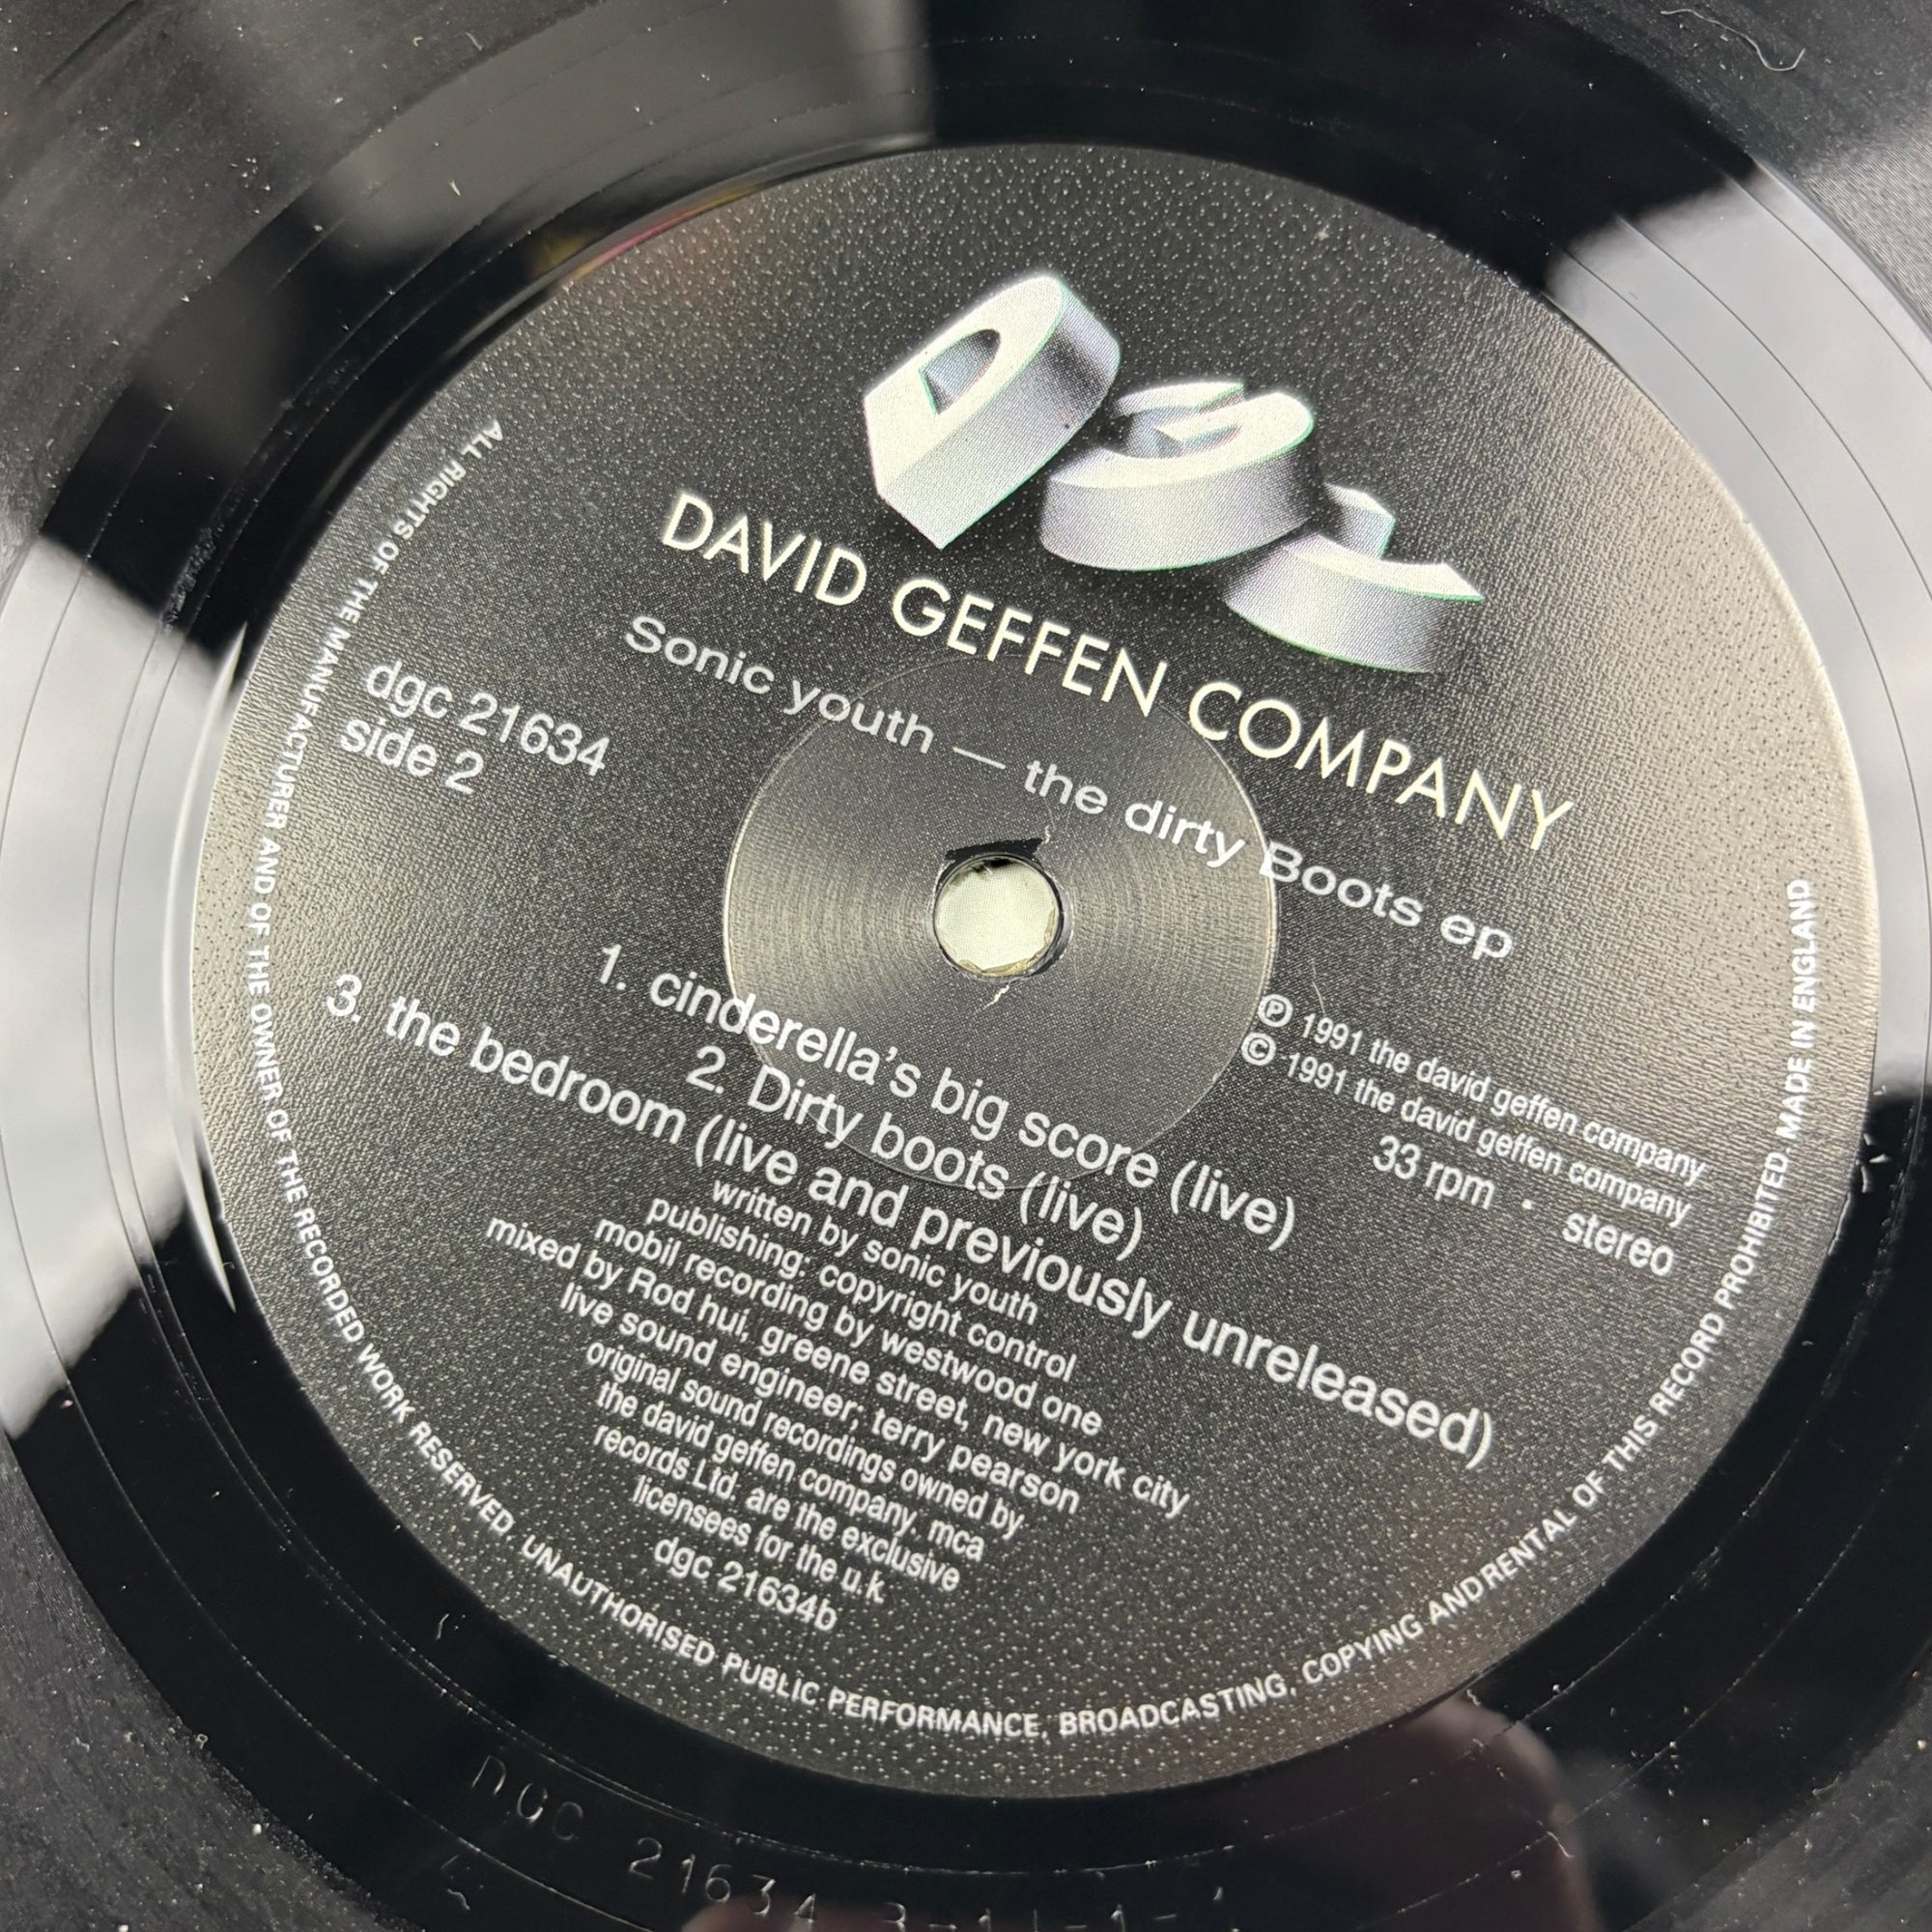 DGC
DAVID GEFFEN COMPANY
Sonic youth — the dirty Boots ep
dgc 21634
side 2
℗ 1991 the david geffen company
© 1991 the david geffen company
33 rpm · stereo
1. cinderella's big score (live)
2. Dirty boots (live)
3. the bedroom (live and previously unreleased)
written by sonic youth
publishing: copyright control
mobil recording by westwood one
mixed by Rod hui, greene street, new york city
live sound engineer; terry pearson
original sound recordings owned by
the david geffen company. mca
records Ltd. are the exclusive
licensees for the u.k
dgc 21634b
ALL RIGHTS OF THE MANUFACTURER AND OF THE OWNER OF THE RECORDED WORK RESERVED. UNAUTHORISED PUBLIC PERFORMANCE, BROADCASTING, COPYING AND RENTAL OF THIS RECORD PROHIBITED. MADE IN ENGLAND
DGC 21634